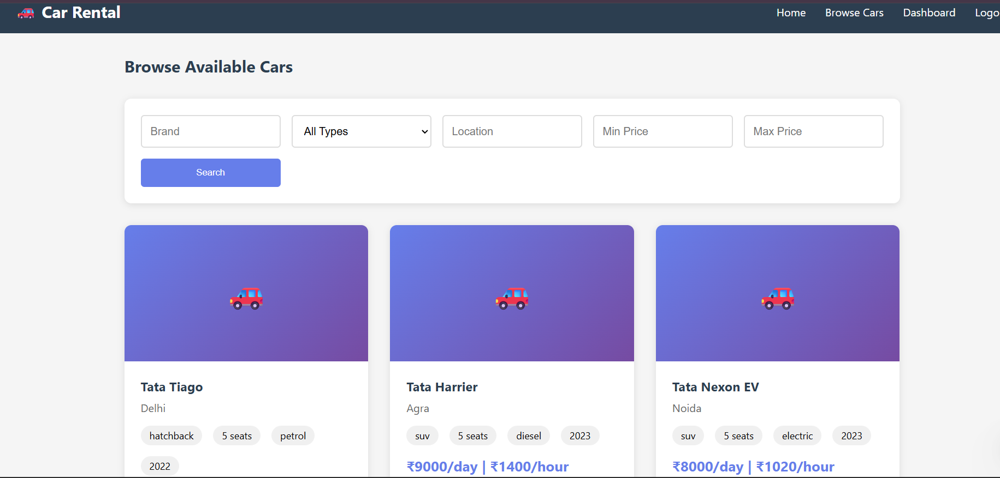 Car Rental
Home Browse Cars Dashboard Logo
Browse Available Cars
Brand All Types Location Min Price Max Price
Search
Tata Tiago
Delhi
hatchback 5 seats petrol
2022
Tata Harrier
Agra
suv 5 seats diesel 2023
₹9000/day | ₹1400/hour
Tata Nexon EV
Noida
suv 5 seats electric 2023
₹8000/day | ₹1020/hour